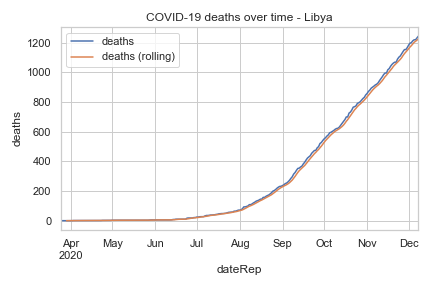 COVID-19 deaths over time - Libya
deaths
deaths (rolling)
1200
1000
800
600
400
200
0
deaths
Apr May Jun Jul Aug Sep Oct Nov Dec
2020
dateRep